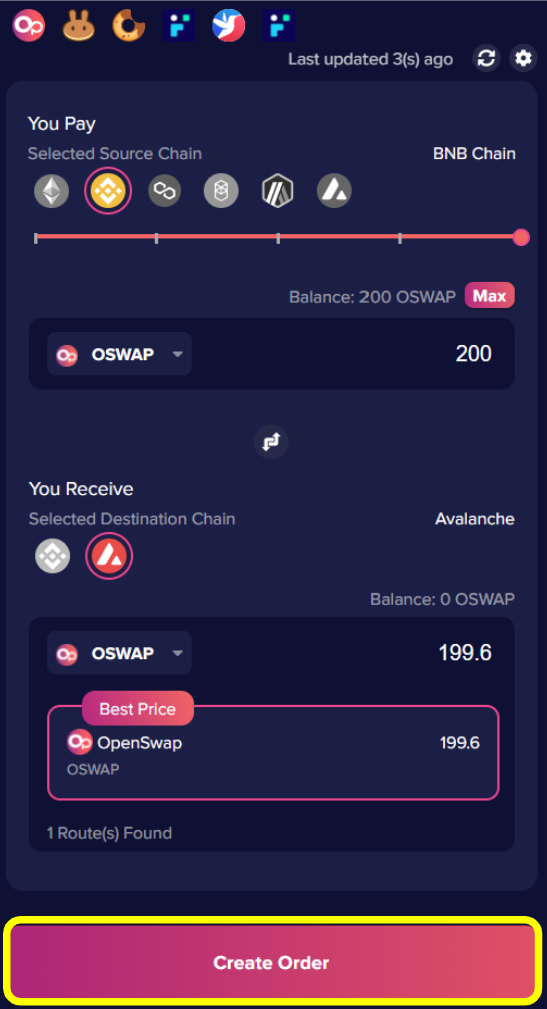 Last updated 3(s) ago
You Pay
Selected Source Chain BNB Chain
Balance: 200 OSWAP Max
OSWAP 200
You Receive
Selected Destination Chain Avalanche
Balance: 0 OSWAP
OSWAP 199.6
Best Price
OpenSwap 199.6
OSWAP
1 Route(s) Found
Create Order